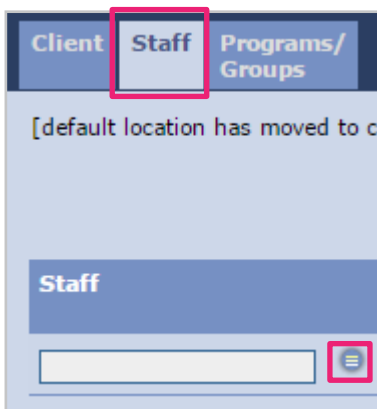 Client Staff Programs/
Groups
[default location has moved to c
Staff